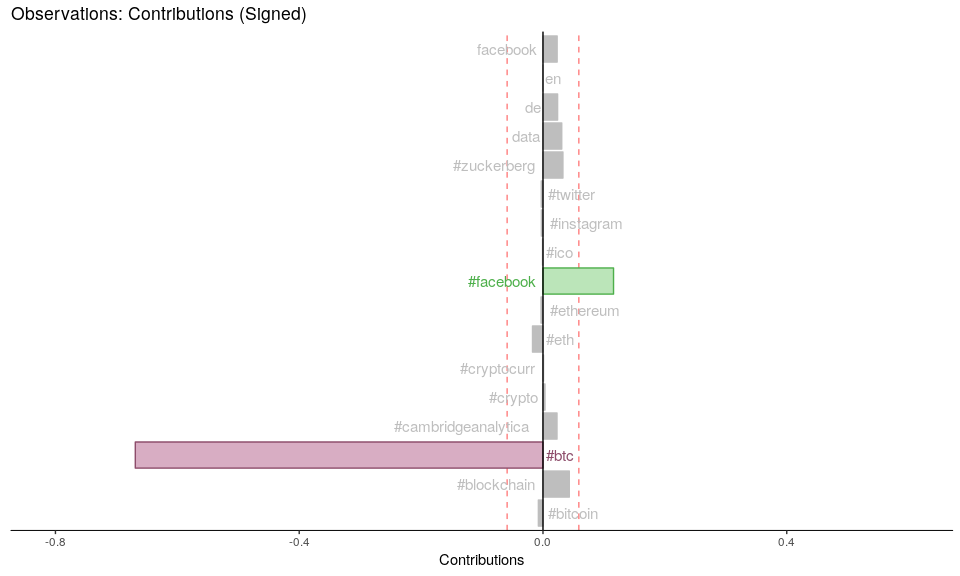 Observations: Contributions (Signed)
facebook
en
de
data
#zuckerberg
#twitter
#instagram
#ico
#facebook
#ethereum
#eth
#cryptocurr
#crypto
#cambridgeanalytica
#btc
#blockchain
#bitcoin
-0.8 -0.4 0.0 0.4
Contributions